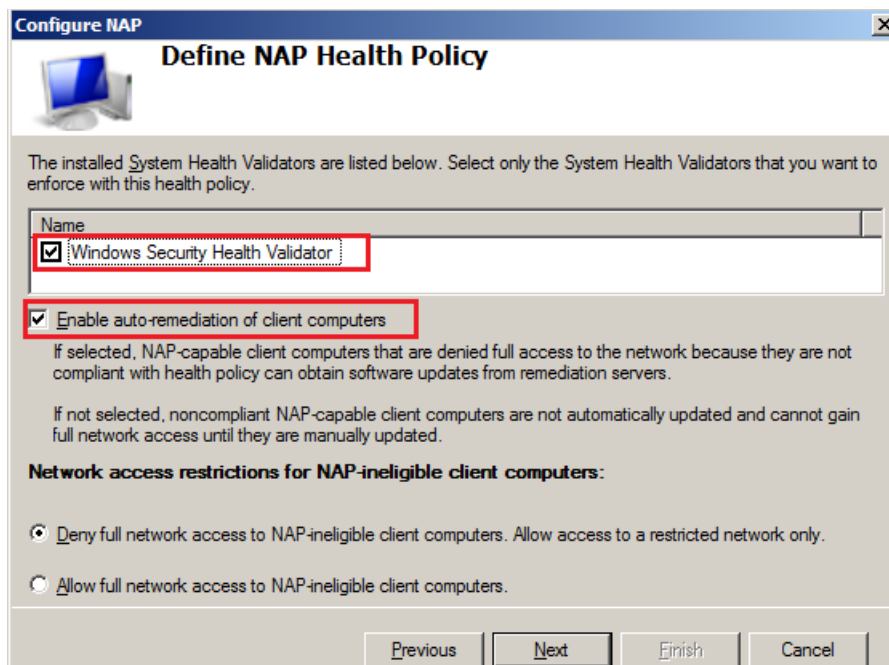 Configure NAP
Define NAP Health Policy
The installed System Health Validators are listed below. Select only the System Health Validators that you want to
enforce with this health policy.
Name
Windows Security Health Validator
Enable auto-remediation of client computers
If selected, NAP-capable client computers that are denied full access to the network because they are not
compliant with health policy can obtain software updates from remediation servers.
If not selected, noncompliant NAP-capable client computers are not automatically updated and cannot gain
full network access until they are manually updated.
Network access restrictions for NAP-ineligible client computers:
Deny full network access to NAP-ineligible client computers. Allow access to a restricted network only.
Allow full network access to NAP-ineligible client computers.
Previous Next Finish Cancel